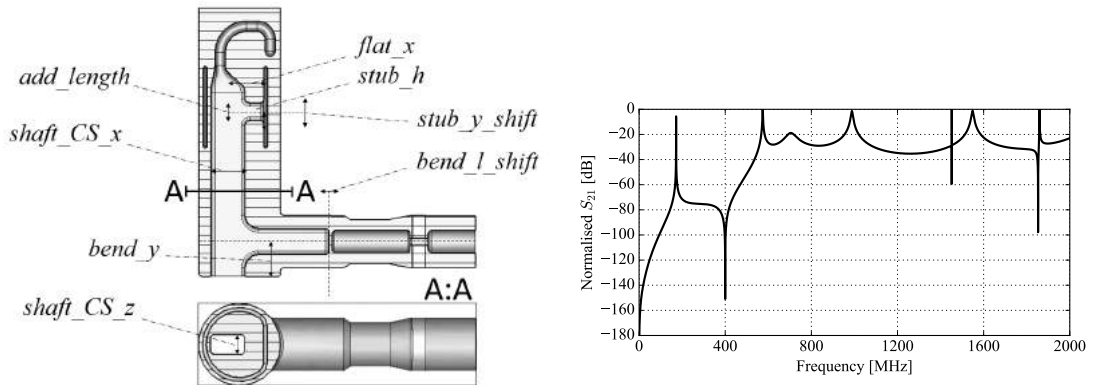 flat_x
add_length
stub_h
shaft_CS_x
stub_y_shift
bend_l_shift
A A
bend_y
A:A
shaft_CS_z
Normalised S21 [dB]
0
−20
−40
−60
−80
−100
−120
−140
−160
−180
0 400 800 1200 1600 2000
Frequency [MHz]